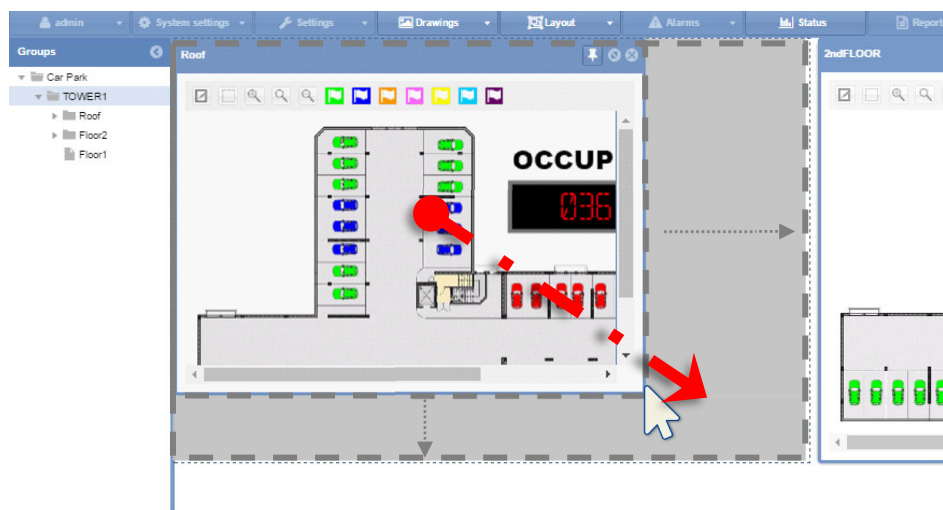 admin System settings Settings Drawings Layout Alarms Status Report
Groups
Car Park
TOWER1
Roof
Floor2
Floor1
Roof
OCCUP
036
2ndFLOOR